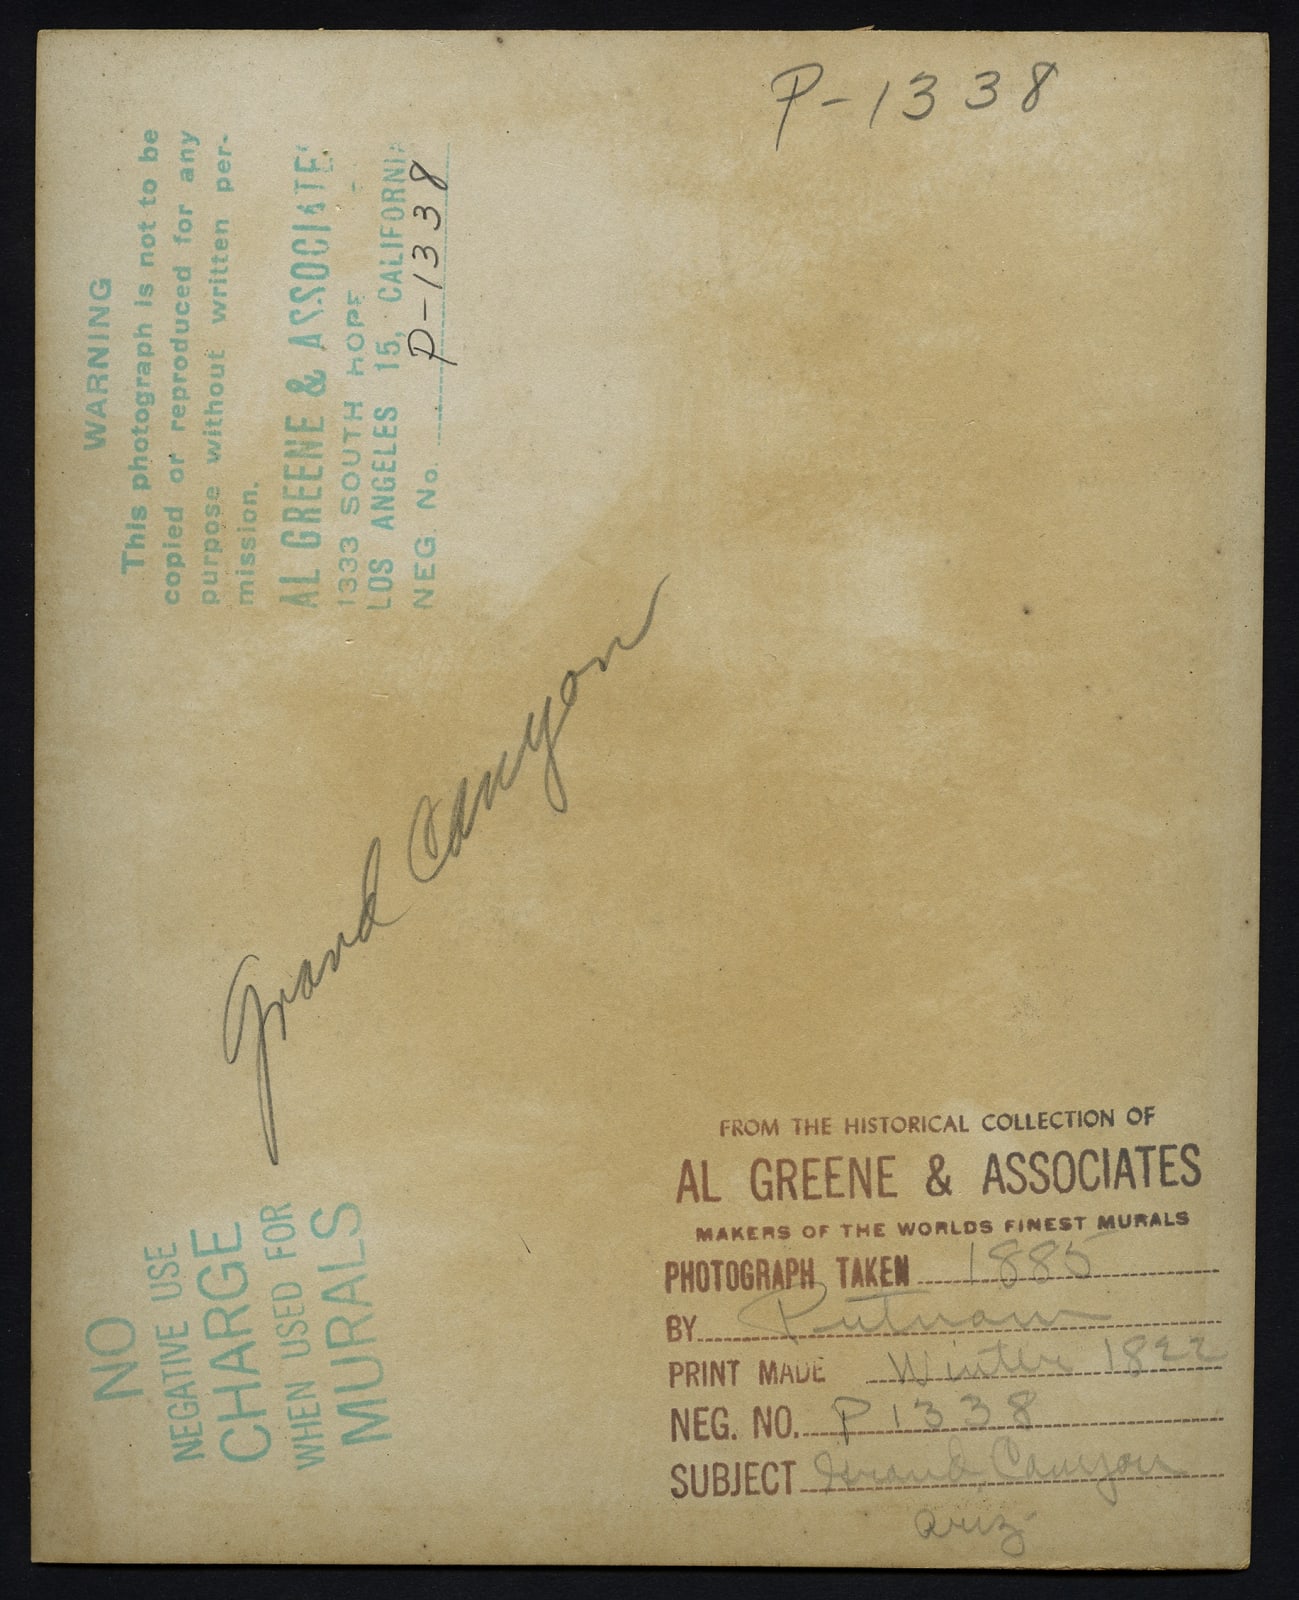 P-1338
WARNING
This photograph is not to be
copied or reproduced for any
purpose without written per-
mission.
AL GREENE & ASSOCIATES
1333 SOUTH HOPE
LOS ANGELES 15, CALIFORNIA
NEG. No. P-1338
Grand Canyon
NO
NEGATIVE USE
CHARGE
WHEN USED FOR
MURALS
FROM THE HISTORICAL COLLECTION OF
AL GREENE & ASSOCIATES
MAKERS OF THE WORLDS FINEST MURALS
PHOTOGRAPH TAKEN 1885
BY Putnam
PRINT MADE Winter 1822
NEG. NO. P1338
SUBJECT Grand Canyon
Ariz